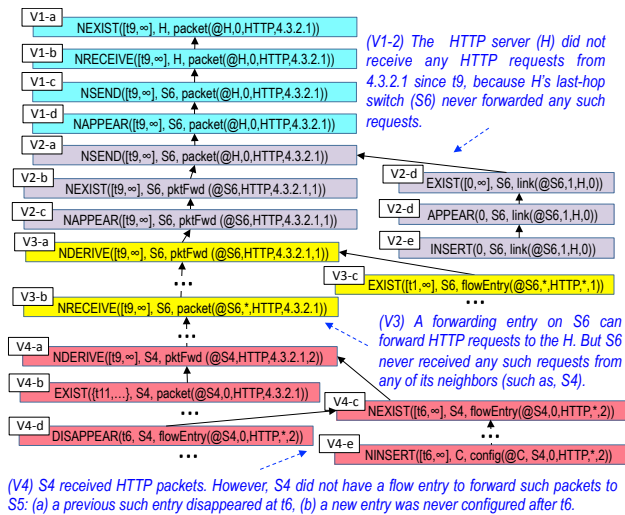 V1-a
NEXIST([t9,∞], H, packet(@H,0,HTTP,4.3.2.1))
V1-b
NRECEIVE([t9,∞], H, packet(@H,0,HTTP,4.3.2.1))
V1-c
NSEND([t9,∞], S6, packet(@H,0,HTTP,4.3.2.1))
V1-d
NAPPEAR([t9,∞], S6, packet(@H,0,HTTP,4.3.2.1))
(V1-2) The HTTP server (H) did not
receive any HTTP requests from
4.3.2.1 since t9, because H's last-hop
switch (S6) never forwarded any such
requests.
V2-a
NSEND([t9,∞], S6, packet(@H,0,HTTP,4.3.2.1))
V2-b
NEXIST([t9,∞], S6, pktFwd (@S6,HTTP,4.3.2.1,1))
V2-c
NAPPEAR([t9,∞], S6, pktFwd (@S6,HTTP,4.3.2.1,1))
V2-d
EXIST([0,∞], S6, link(@S6,1,H,0))
V2-d
APPEAR(0, S6, link(@S6,1,H,0))
V2-e
INSERT(0, S6, link(@S6,1,H,0))
V3-a
NDERIVE([t9,∞], S6, pktFwd (@S6,HTTP,4.3.2.1,1))
...
V3-c
EXIST([t1,∞], S6, flowEntry(@S6,*,HTTP,*,1))
...
V3-b
NRECEIVE([t9,∞], S6, packet(@S6,*,HTTP,4.3.2.1))
...
(V3) A forwarding entry on S6 can
forward HTTP requests to the H. But S6
never received any such requests from
any of its neighbors (such as, S4).
V4-a
NDERIVE([t9,∞], S4, pktFwd (@S4,HTTP,4.3.2.1,2))
V4-b
EXIST({t11,…}, S4, packet(@S4,0,HTTP,4.3.2.1))
...
V4-c
NEXIST([t6,∞], S4, flowEntry(@S4,0,HTTP,*,2))
...
V4-d
DISAPPEAR(t6, S4, flowEntry(@S4,0,HTTP,*,2))
...
V4-e
NINSERT([t6,∞], C, config(@C, S4,0,HTTP,*,2))
(V4) S4 received HTTP packets. However, S4 did not have a flow entry to forward such packets to
S5: (a) a previous such entry disappeared at t6, (b) a new entry was never configured after t6.